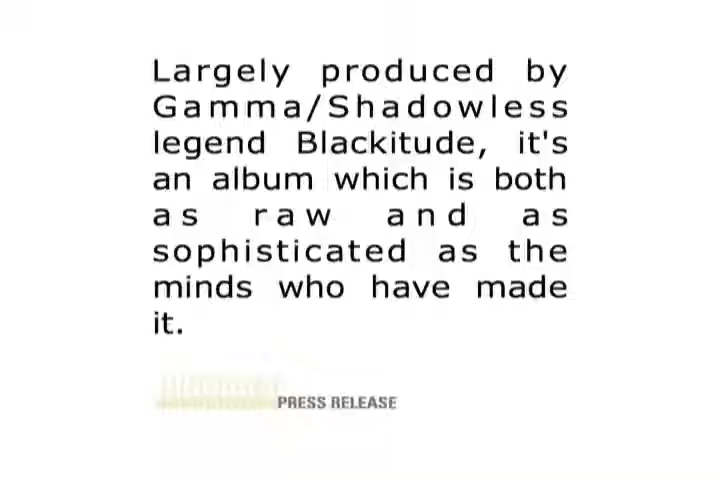 Largely produced by
Gamma/Shadowless
legend Blackitude, it's
an album which is both
as raw and as
sophisticated as the
minds who have made
it.
PRESS RELEASE